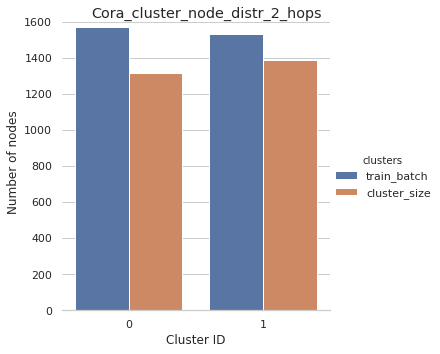 Cora_cluster_node_distr_2_hops
1600
1400
1200
1000
800
600
400
200
0
Number of nodes
0 1
Cluster ID
clusters
train_batch
cluster_size